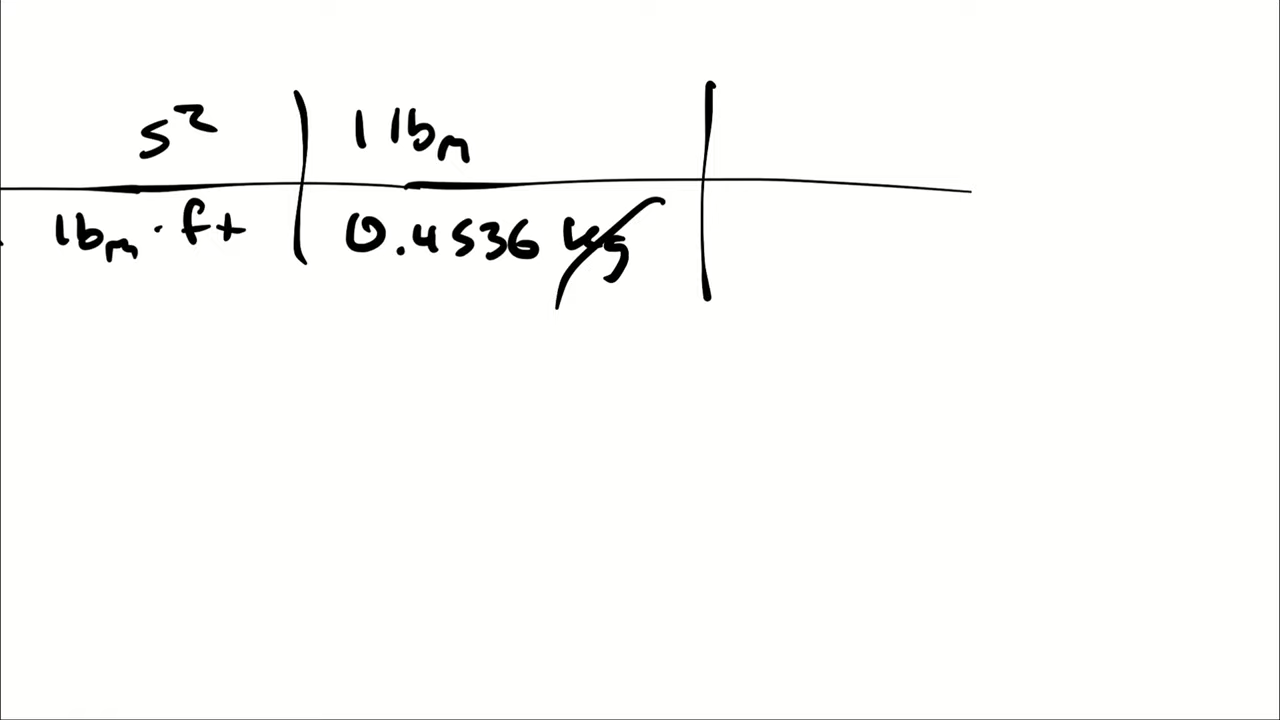 s² | 1 lbm |
. lbm · ft | 0.4536 kg |